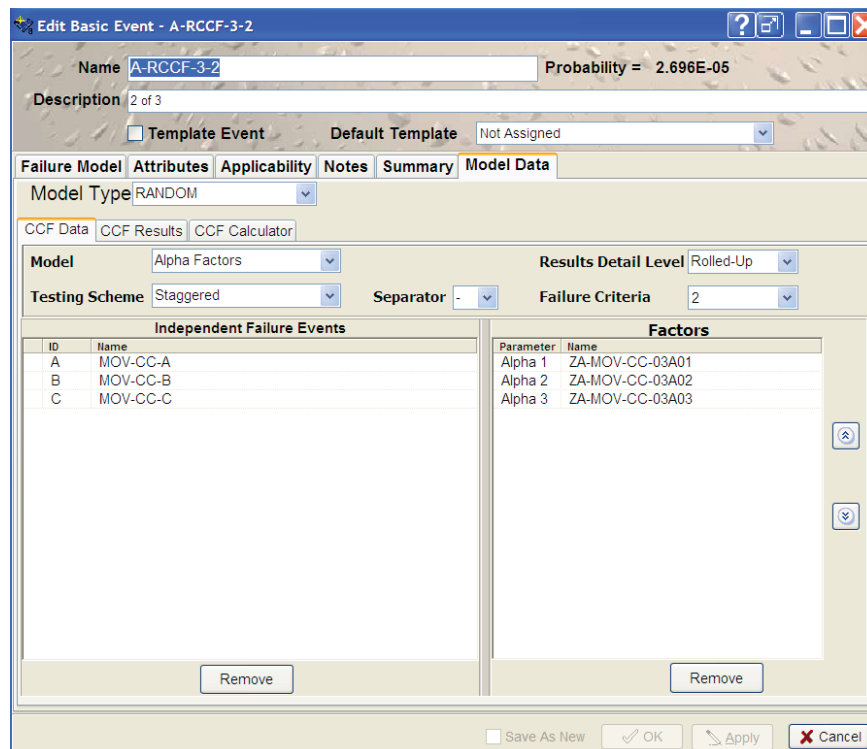 Edit Basic Event - A-RCCF-3-2
Name A-RCCF-3-2 Probability = 2.696E-05
Description 2 of 3
Template Event Default Template Not Assigned
Failure Model Attributes Applicability Notes Summary Model Data
Model Type RANDOM
CCF Data CCF Results CCF Calculator
Model Alpha Factors Results Detail Level Rolled-Up
Testing Scheme Staggered Separator - Failure Criteria 2
Independent Failure Events Factors
ID Name Parameter Name
A MOV-CC-A Alpha 1 ZA-MOV-CC-03A01
B MOV-CC-B Alpha 2 ZA-MOV-CC-03A02
C MOV-CC-C Alpha 3 ZA-MOV-CC-03A03
Remove Remove
Save As New OK Apply Cancel